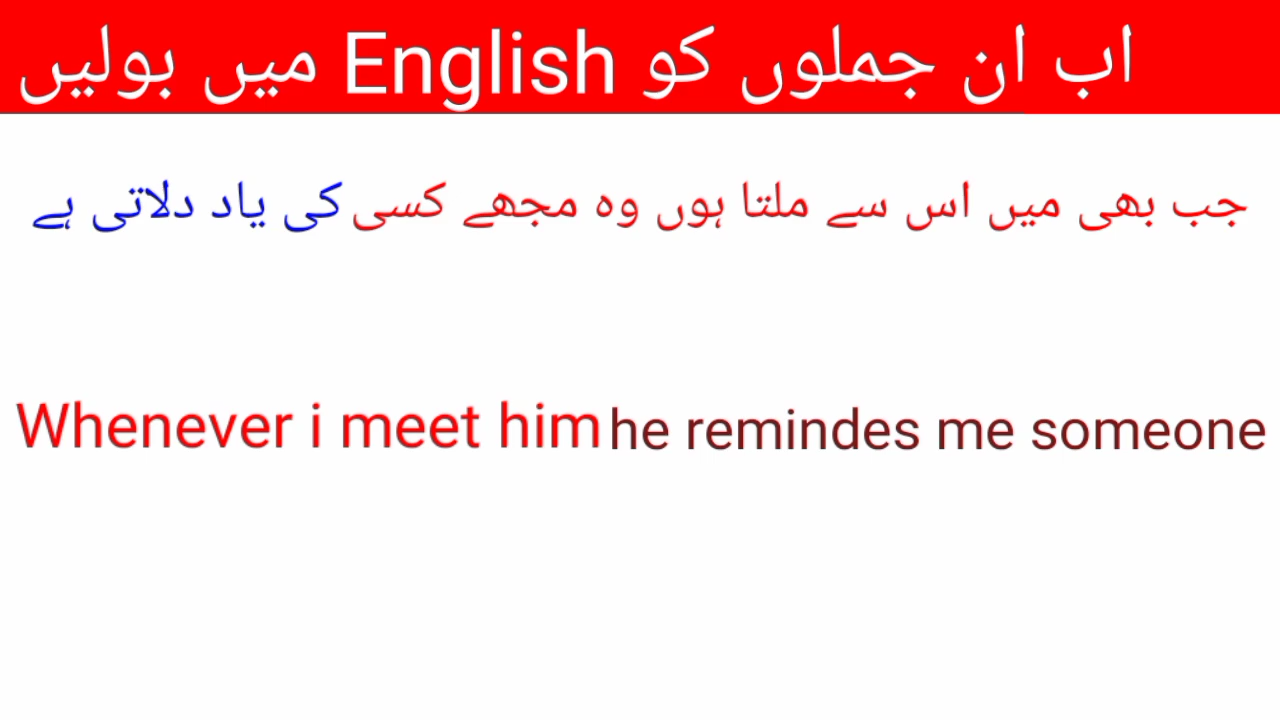 اب ان جملوں کو English میں بولیں
جب بھی میں اس سے ملتا ہوں وہ مجھے کسی کی یاد دلاتی ہے
Whenever i meet him he remindes me someone